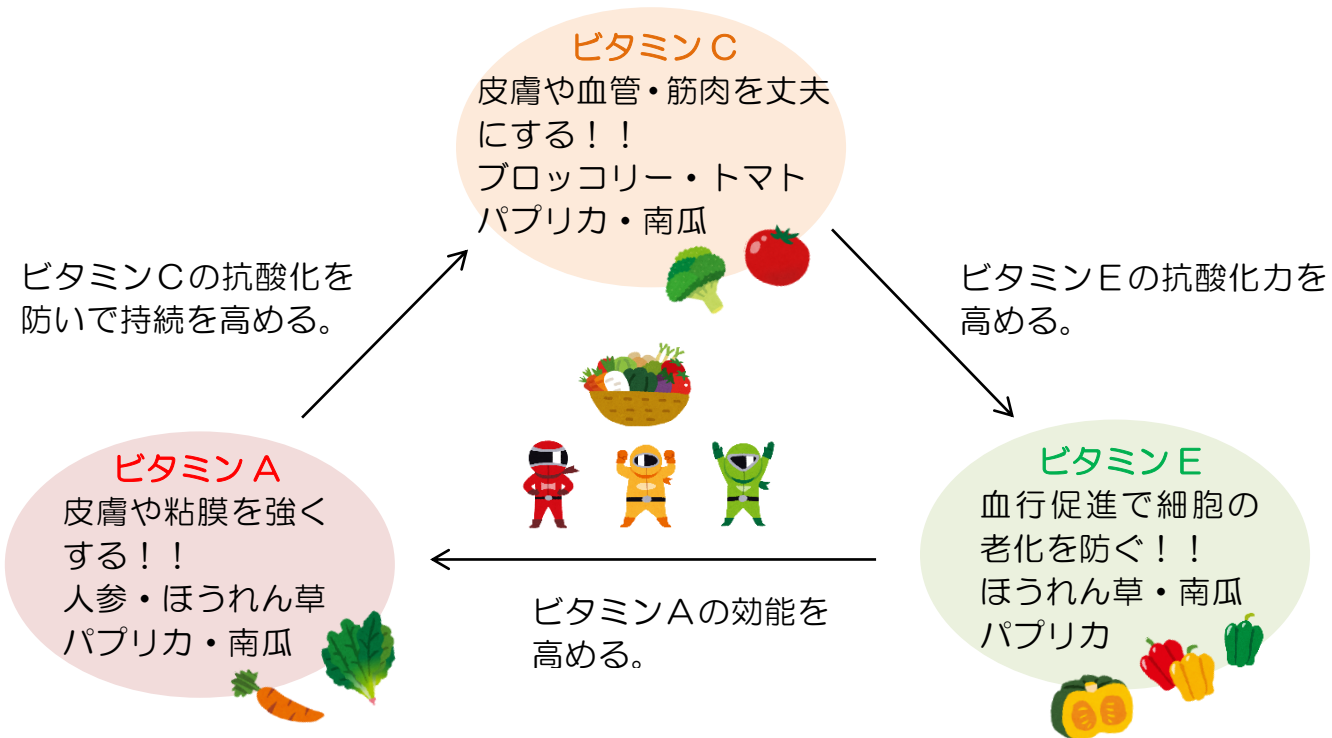 ビタミンC
皮膚や血管・筋肉を丈夫
にする！！
ブロッコリー・トマト
パプリカ・南瓜
ビタミンCの抗酸化を
防いで持続を高める。
ビタミンEの抗酸化力を
高める。
ビタミンA
皮膚や粘膜を強く
する！！
人参・ほうれん草
パプリカ・南瓜
ビタミンE
血行促進で細胞の
老化を防ぐ！！
ほうれん草・南瓜
パプリカ
ビタミンAの効能を
高める。